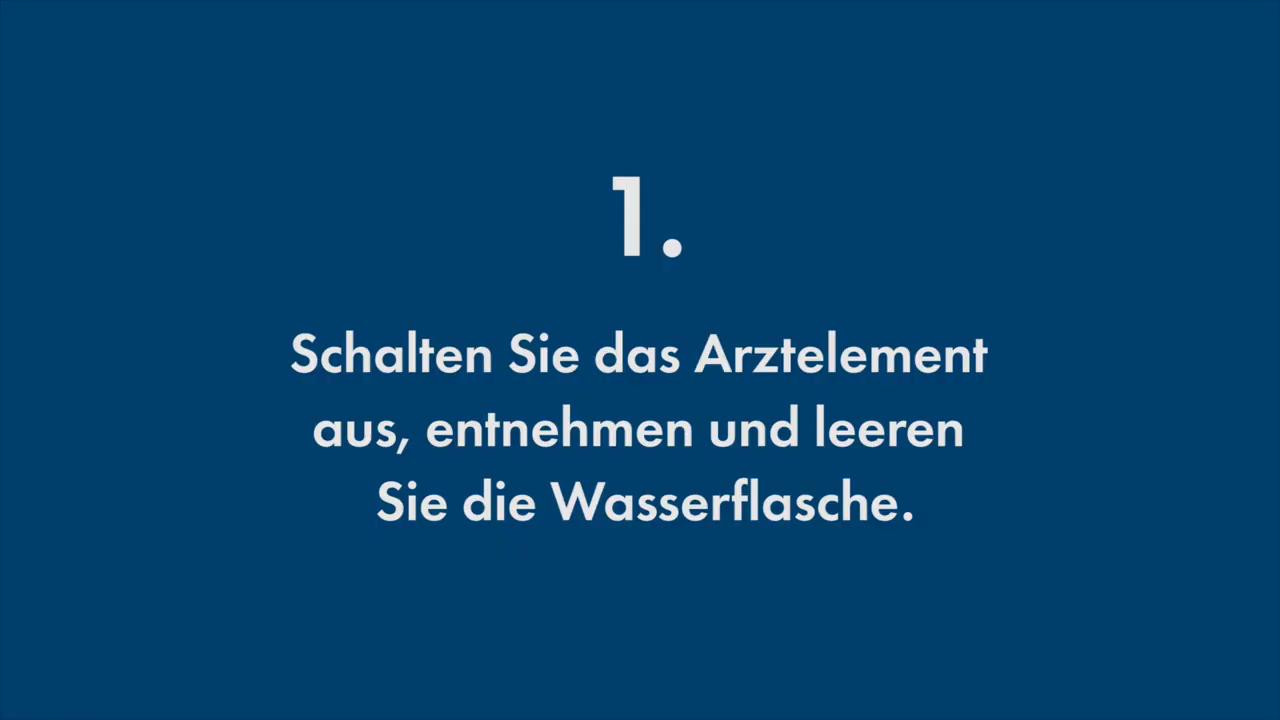 1.
Schalten Sie das Arztelement
aus, entnehmen und leeren
Sie die Wasserflasche.